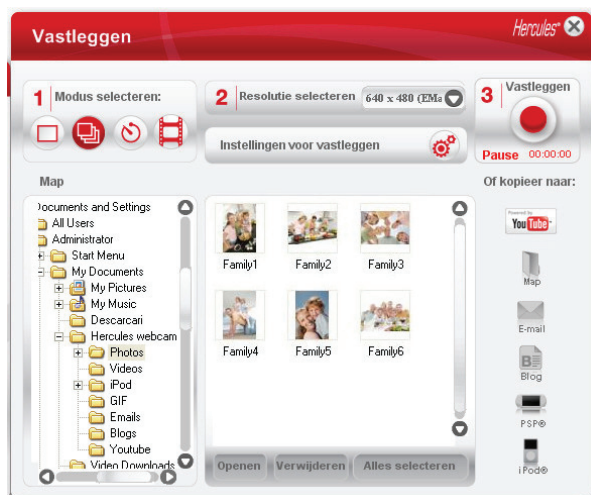 Vastleggen
Hercules®
1 Modus selecteren:
2 Resolutie selecteren 640 x 480 (EMa
Instellingen voor vastleggen
3 Vastleggen
Pause 00:00:00
Map
Documents and Settings
All Users
Administrator
Start Menu
My Documents
My Pictures
My Music
Descarcari
Hercules webcam
Photos
Videos
iPod
GIF
Emails
Blogs
Youtube
Video Downloads
Family1 Family2 Family3
Family4 Family5 Family6
Openen Verwijderen Alles selecteren
Of kopieer naar:
Powered by
YouTube
Map
E-mail
B
Blog
PSP®
iPod®